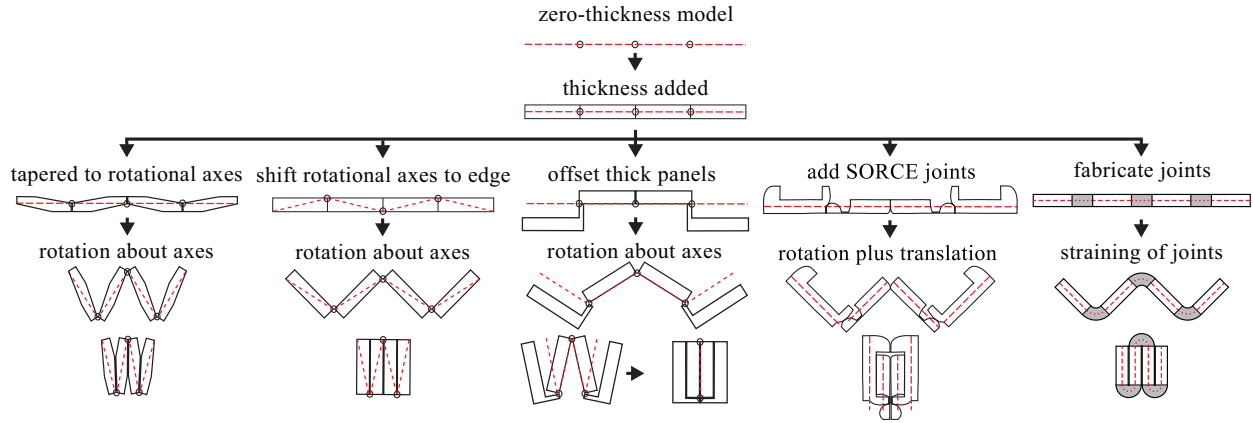 zero-thickness model
thickness added
tapered to rotational axes
shift rotational axes to edge
offset thick panels
add SORCE joints
fabricate joints
rotation about axes
rotation about axes
rotation about axes
rotation plus translation
straining of joints